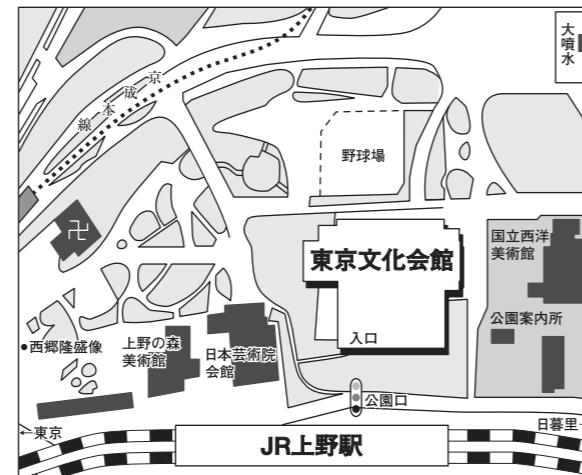 大噴水
京成本線
野球場
卍
東京文化会館
国立西洋
美術館
入口
公園案内所
西郷隆盛像
上野の森
美術館
日本芸術院
会館
公園口
←東京
日暮里→
JR上野駅